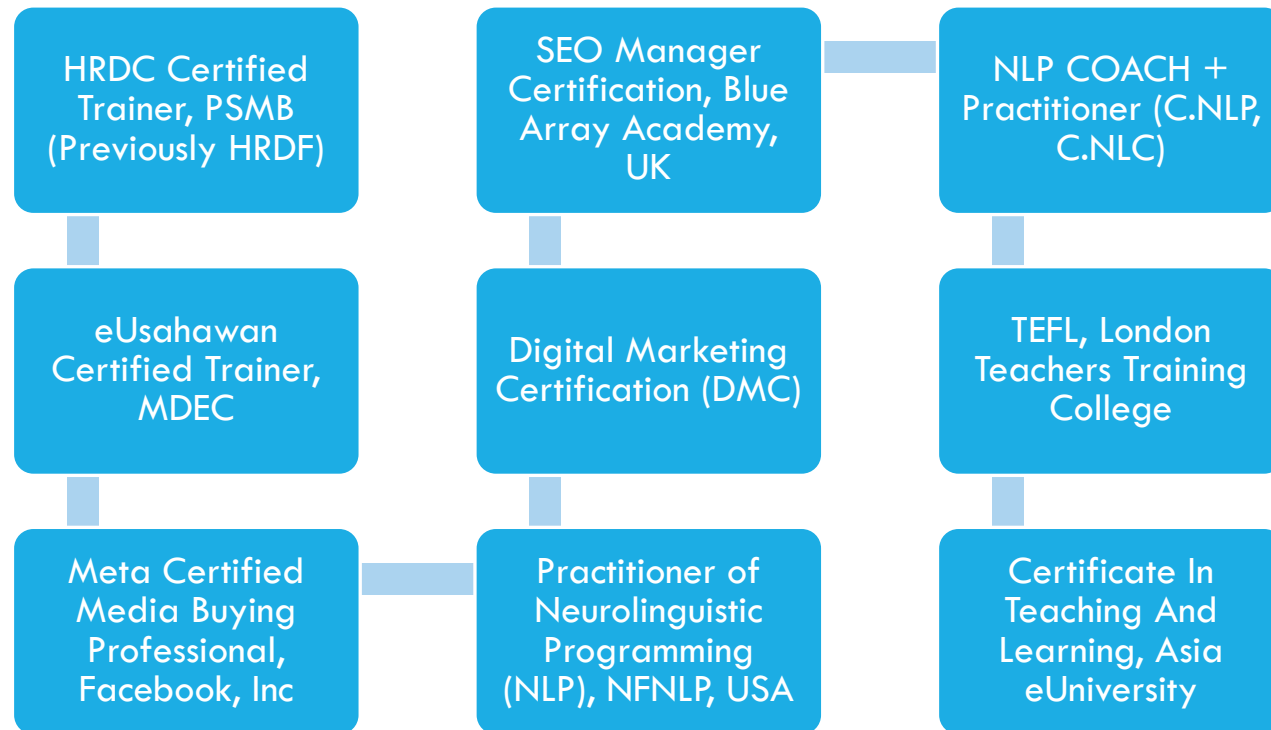 HRDC Certified
Trainer, PSMB
(Previously HRDF)
eUsahawan
Certified Trainer,
MDEC
Meta Certified
Media Buying
Professional,
Facebook, Inc
Practitioner of
Neurolinguistic
Programming
(NLP), NFNLP, USA
Digital Marketing
Certification (DMC)
SEO Manager
Certification, Blue
Array Academy,
UK
NLP COACH +
Practitioner (C.NLP,
C.NLC)
TEFL, London
Teachers Training
College
Certificate In
Teaching And
Learning, Asia
eUniversity